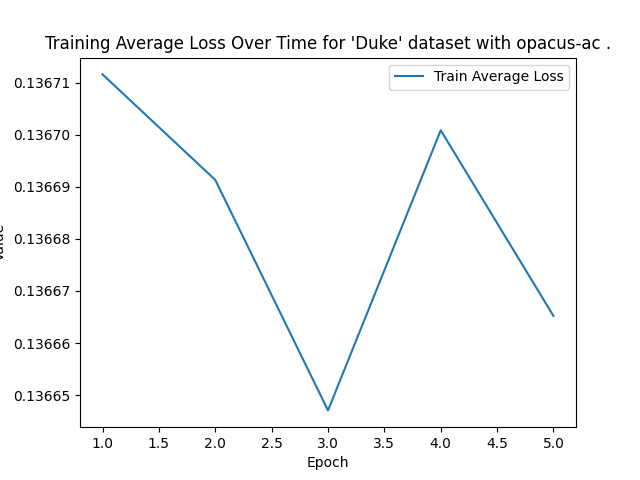 Training Average Loss Over Time for 'Duke' dataset with opacus-ac .
Train Average Loss
0.13671
0.13670
0.13669
0.13668
0.13667
0.13666
0.13665
1.0 1.5 2.0 2.5 3.0 3.5 4.0 4.5 5.0
Epoch